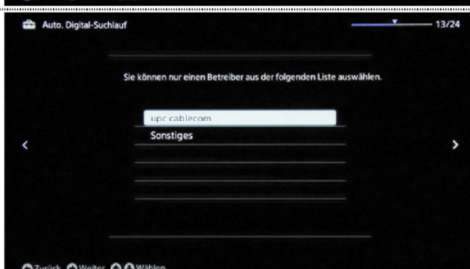 Auto. Digital-Suchlauf
13/24
Sie können nur einen Betreiber aus der folgenden Liste auswählen.
upc cablecom
Sonstiges
Zurück Weiter Wählen